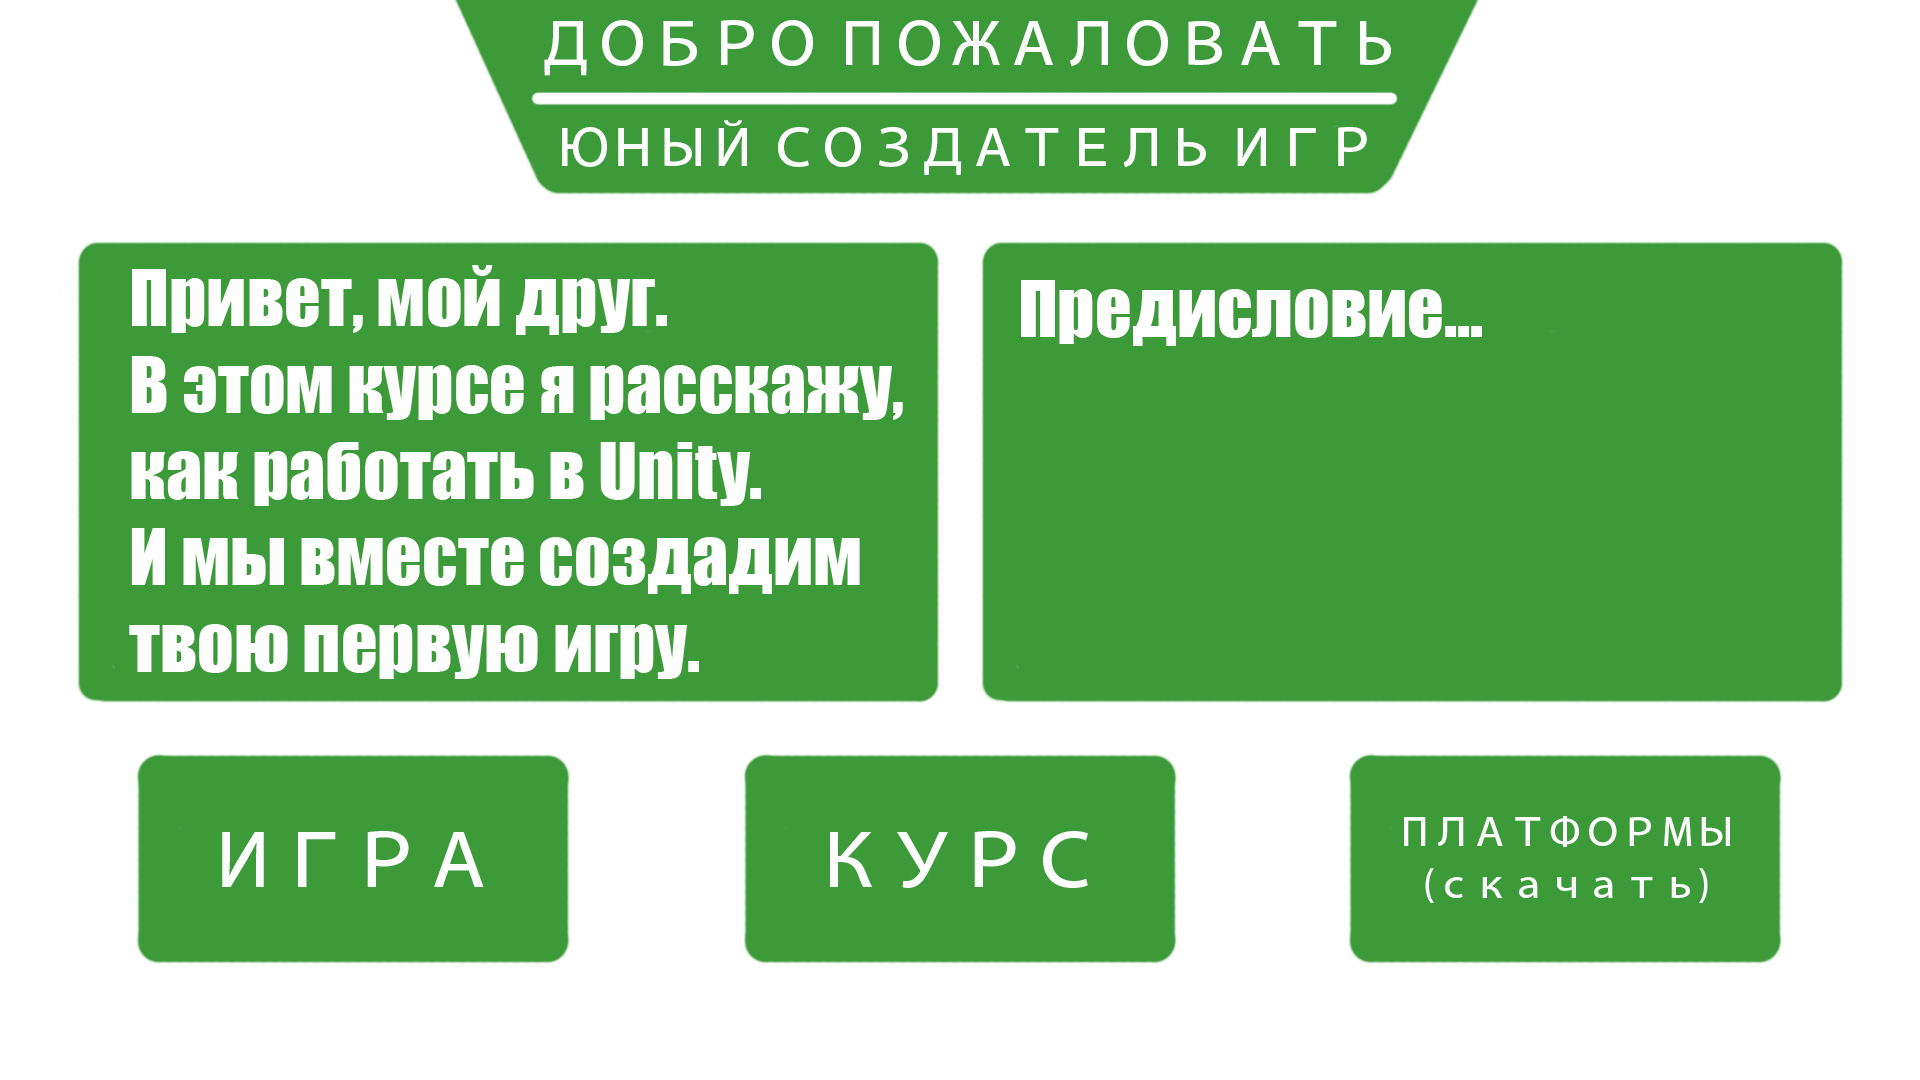 ДОБРО ПОЖАЛОВАТЬ
ЮНЫЙ СОЗДАТЕЛЬ ИГР
Привет, мой друг.
В этом курсе я расскажу,
как работать в Unity.
И мы вместе создадим
твою первую игру.
Предисловие...
ИГРА
КУРС
ПЛАТФОРМЫ
(скачать)